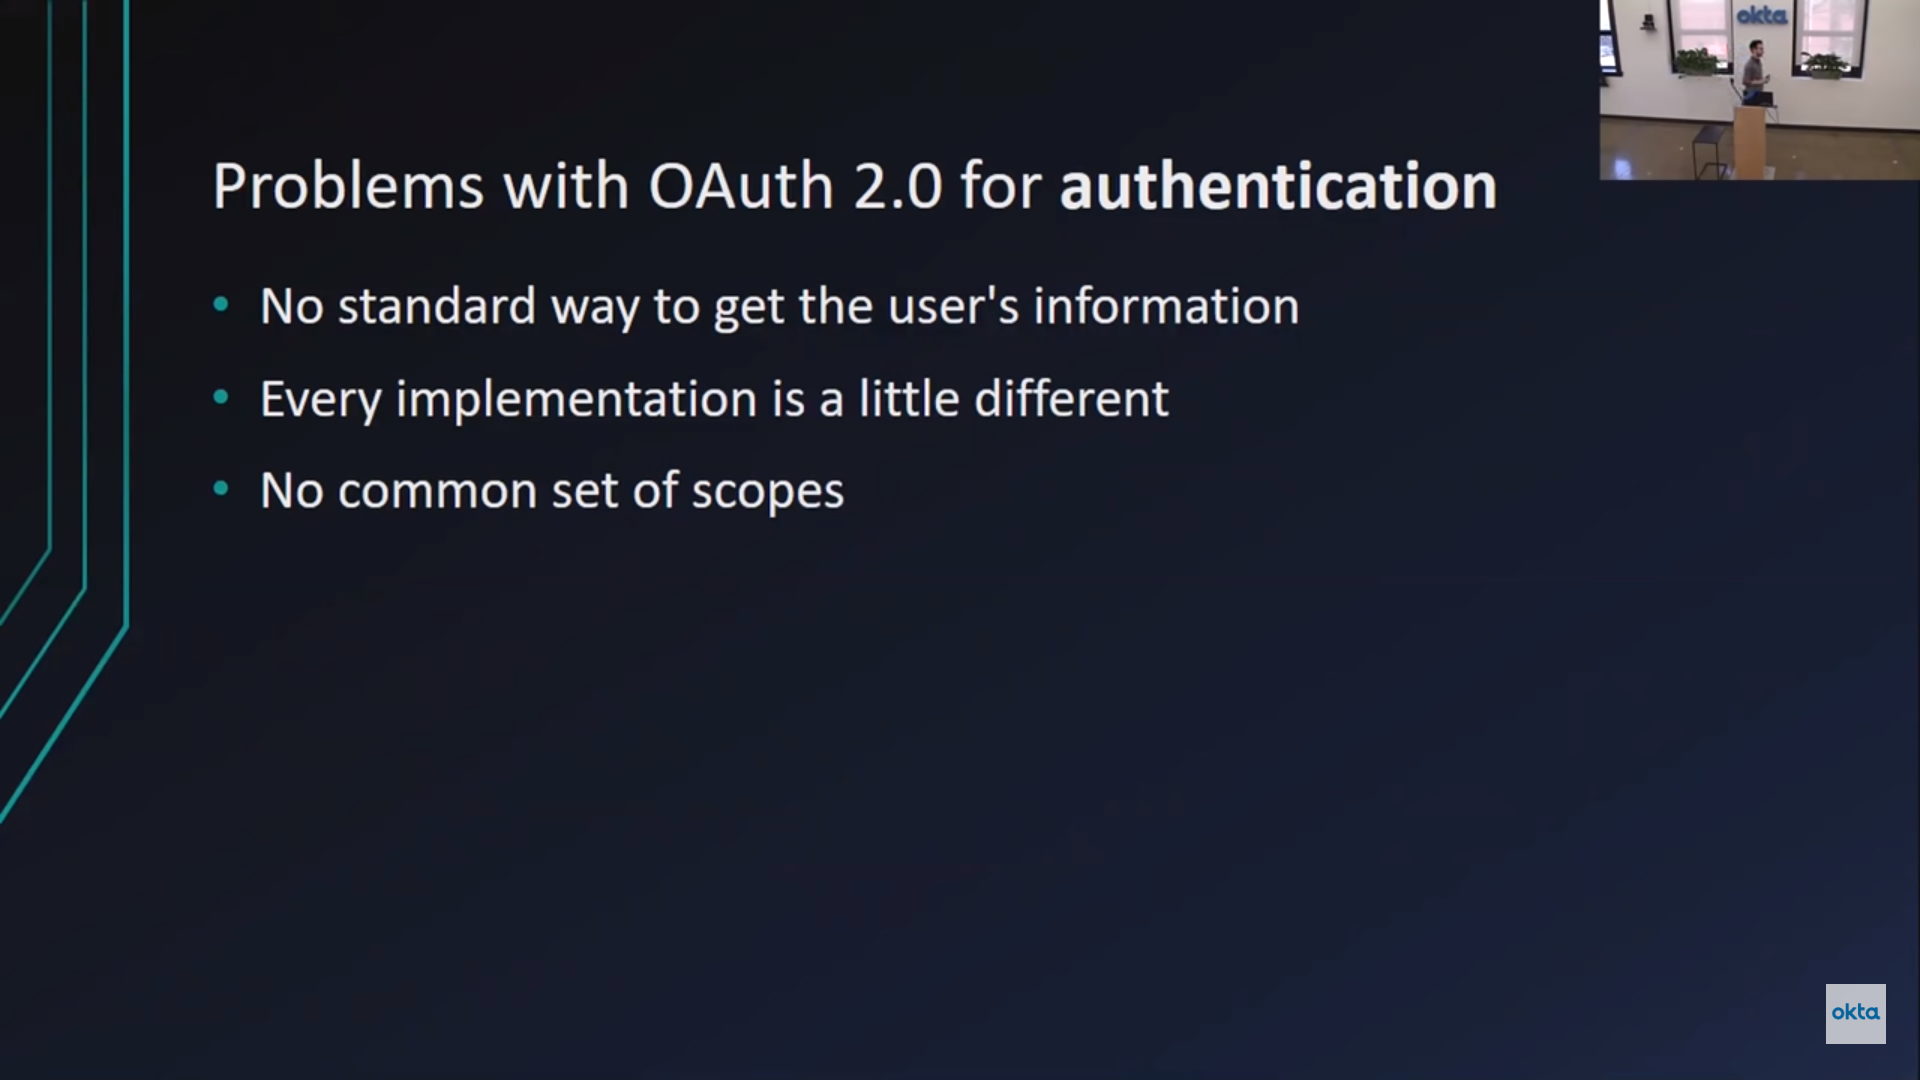 okta
Problems with OAuth 2.0 for authentication
• No standard way to get the user's information
• Every implementation is a little different
• No common set of scopes
okta